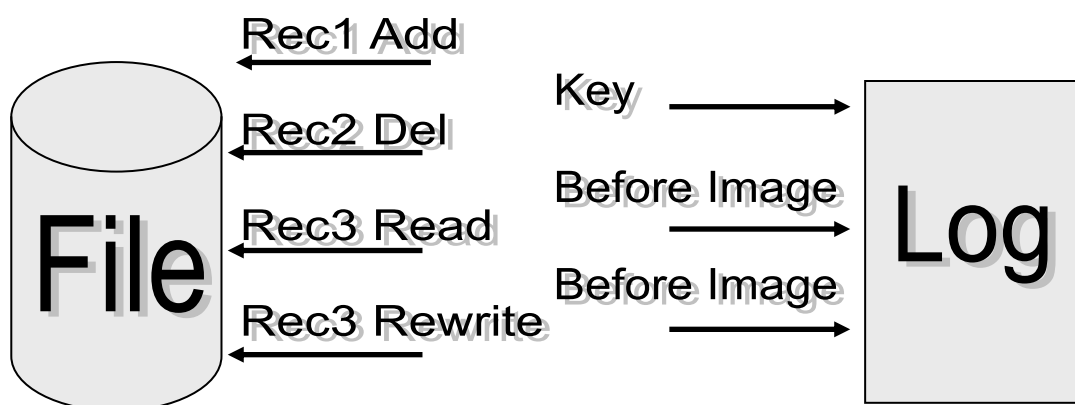 Rec1 Add
Key
Rec2 Del
Before Image
File
Rec3 Read
Log
Before Image
Rec3 Rewrite